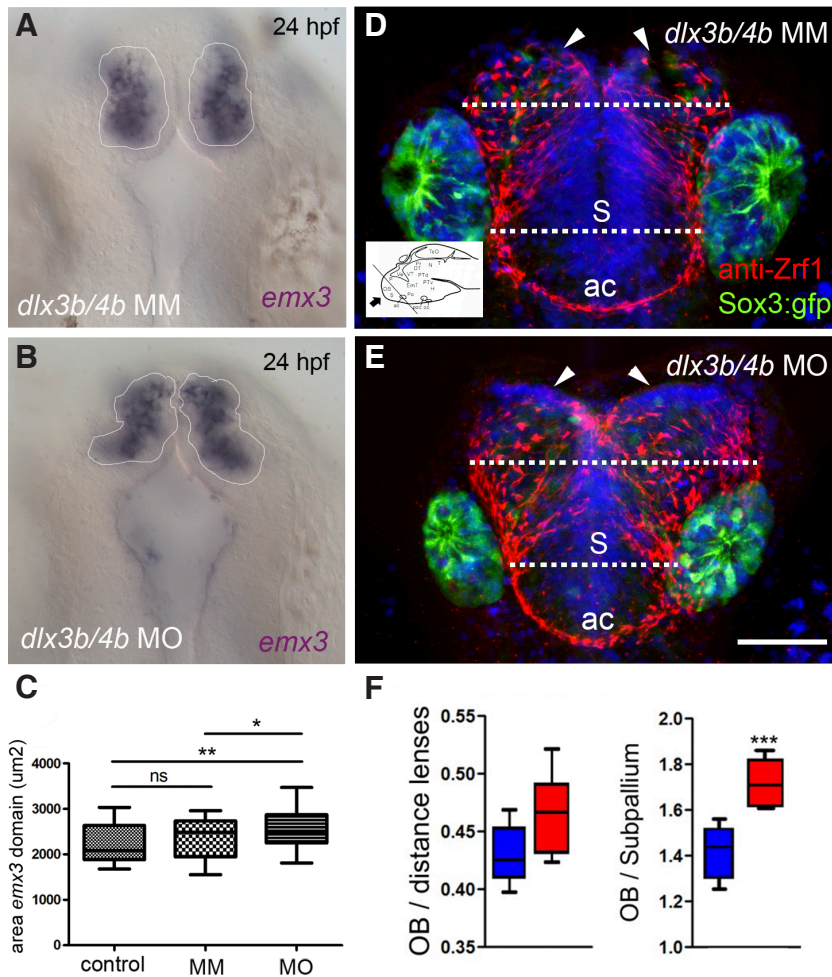 A
24 hpf
dlx3b/4b MM
emx3
B
24 hpf
dlx3b/4b MO
emx3
D
dlx3b/4b MM
S
ac
anti-Zrf1
Sox3:gfp
E
dlx3b/4b MO
S
ac
C
area emx3 domain (um2)
4000
3000
2000
1000
0
*
**
ns
control
MM
MO
F
OB / distance lenses
0.55
0.50
0.45
0.40
0.35
OB / Subpallium
2.0
1.8
1.6
1.4
1.2
1.0
***